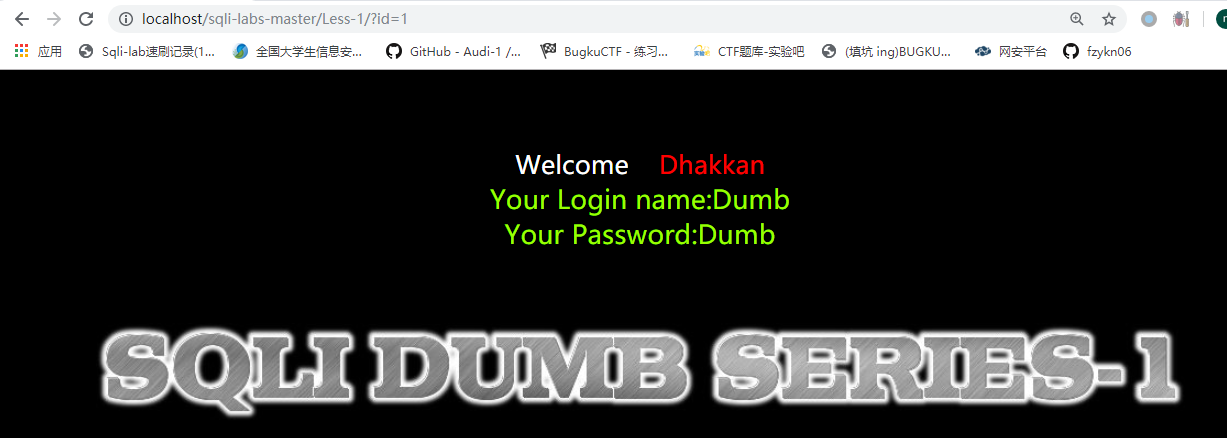 localhost/sqli-labs-master/Less-1/?id=1
应用 Sqli-lab速刷记录(1... 全国大学生信息安... GitHub - Audi-1 /... BugkuCTF - 练习... CTF题库-实验吧 (填坑 ing)BUGKU... 网安平台 fzykn06
Welcome Dhakkan
Your Login name:Dumb
Your Password:Dumb
SQLI DUMB SERIES-1